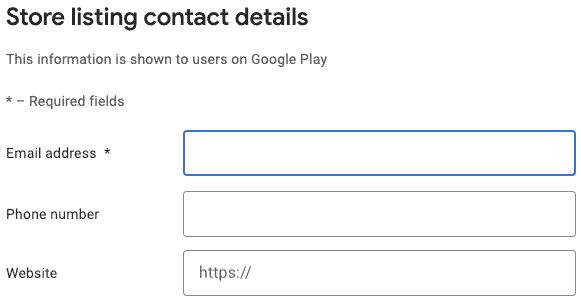 Store listing contact details
This information is shown to users on Google Play
* – Required fields
Email address *
Phone number
Website https://